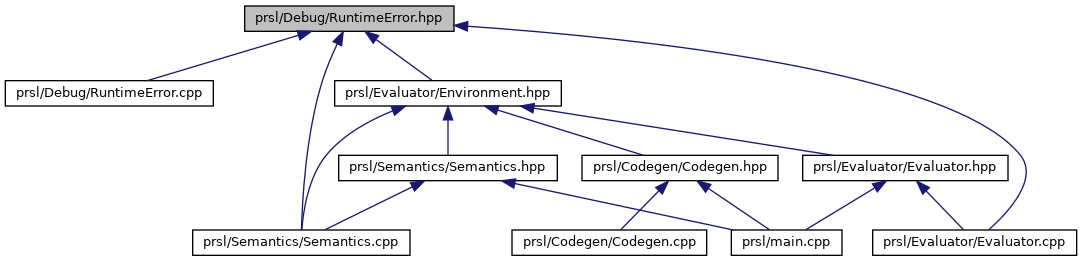 prsl/Debug/RuntimeError.hpp
prsl/Debug/RuntimeError.cpp
prsl/Evaluator/Environment.hpp
prsl/Semantics/Semantics.hpp
prsl/Codegen/Codegen.hpp
prsl/Evaluator/Evaluator.hpp
prsl/Semantics/Semantics.cpp
prsl/Codegen/Codegen.cpp
prsl/main.cpp
prsl/Evaluator/Evaluator.cpp